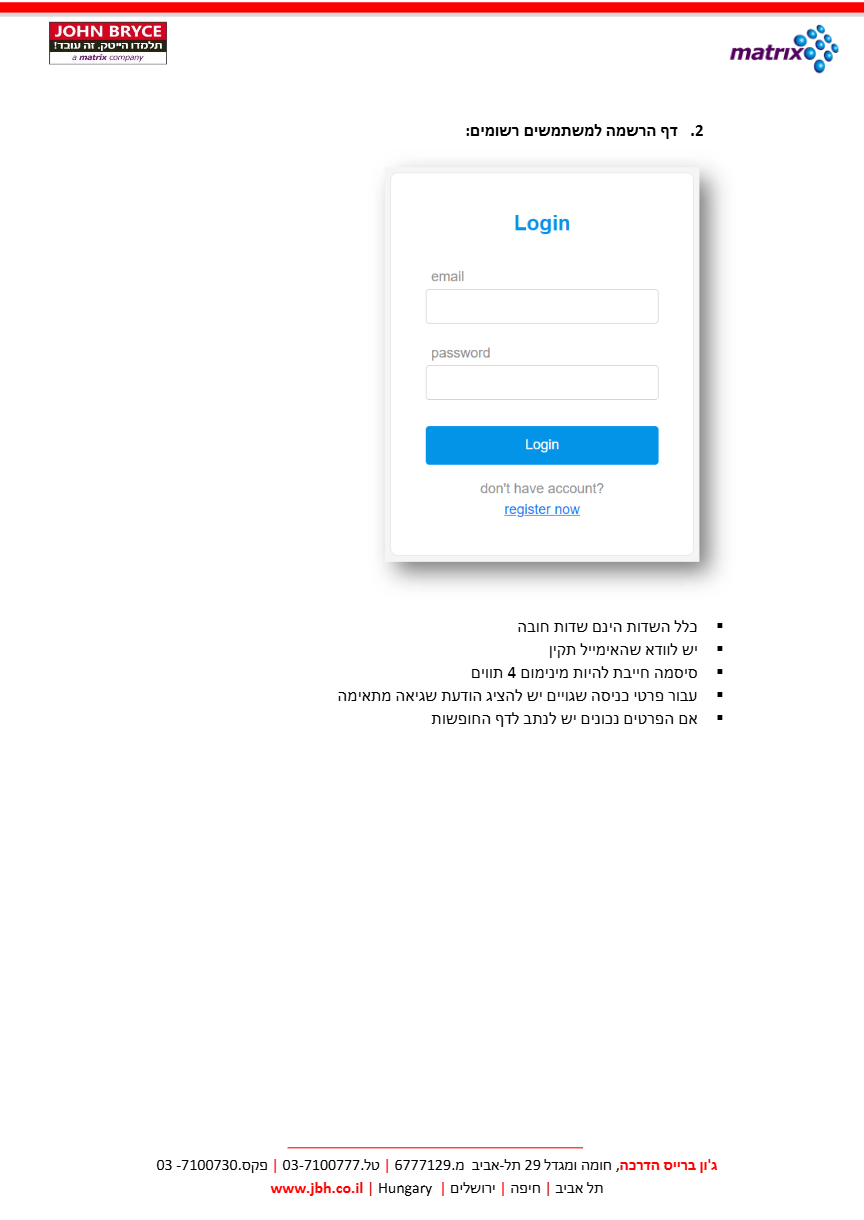 JOHN BRYCE
תלמדו הייטק. זה עובד!
a matrix company
matrix
2. דף הרשמה למשתמשים רשומים:
Login
email
password
Login
don't have account?
register now
▪ כלל השדות הינם שדות חובה
▪ יש לוודא שהאימייל תקין
▪ סיסמה חייבת להיות מינימום 4 תווים
▪ עבור פרטי כניסה שגויים יש להציג הודעת שגיאה מתאימה
▪ אם הפרטים נכונים יש לנתב לדף החופשות
ג'ון ברייס הדרכה, חומה ומגדל 29 תל-אביב מ.6777129 | טל.03-7100777 | פקס.7100730- 03
תל אביב | חיפה | ירושלים | Hungary | www.jbh.co.il